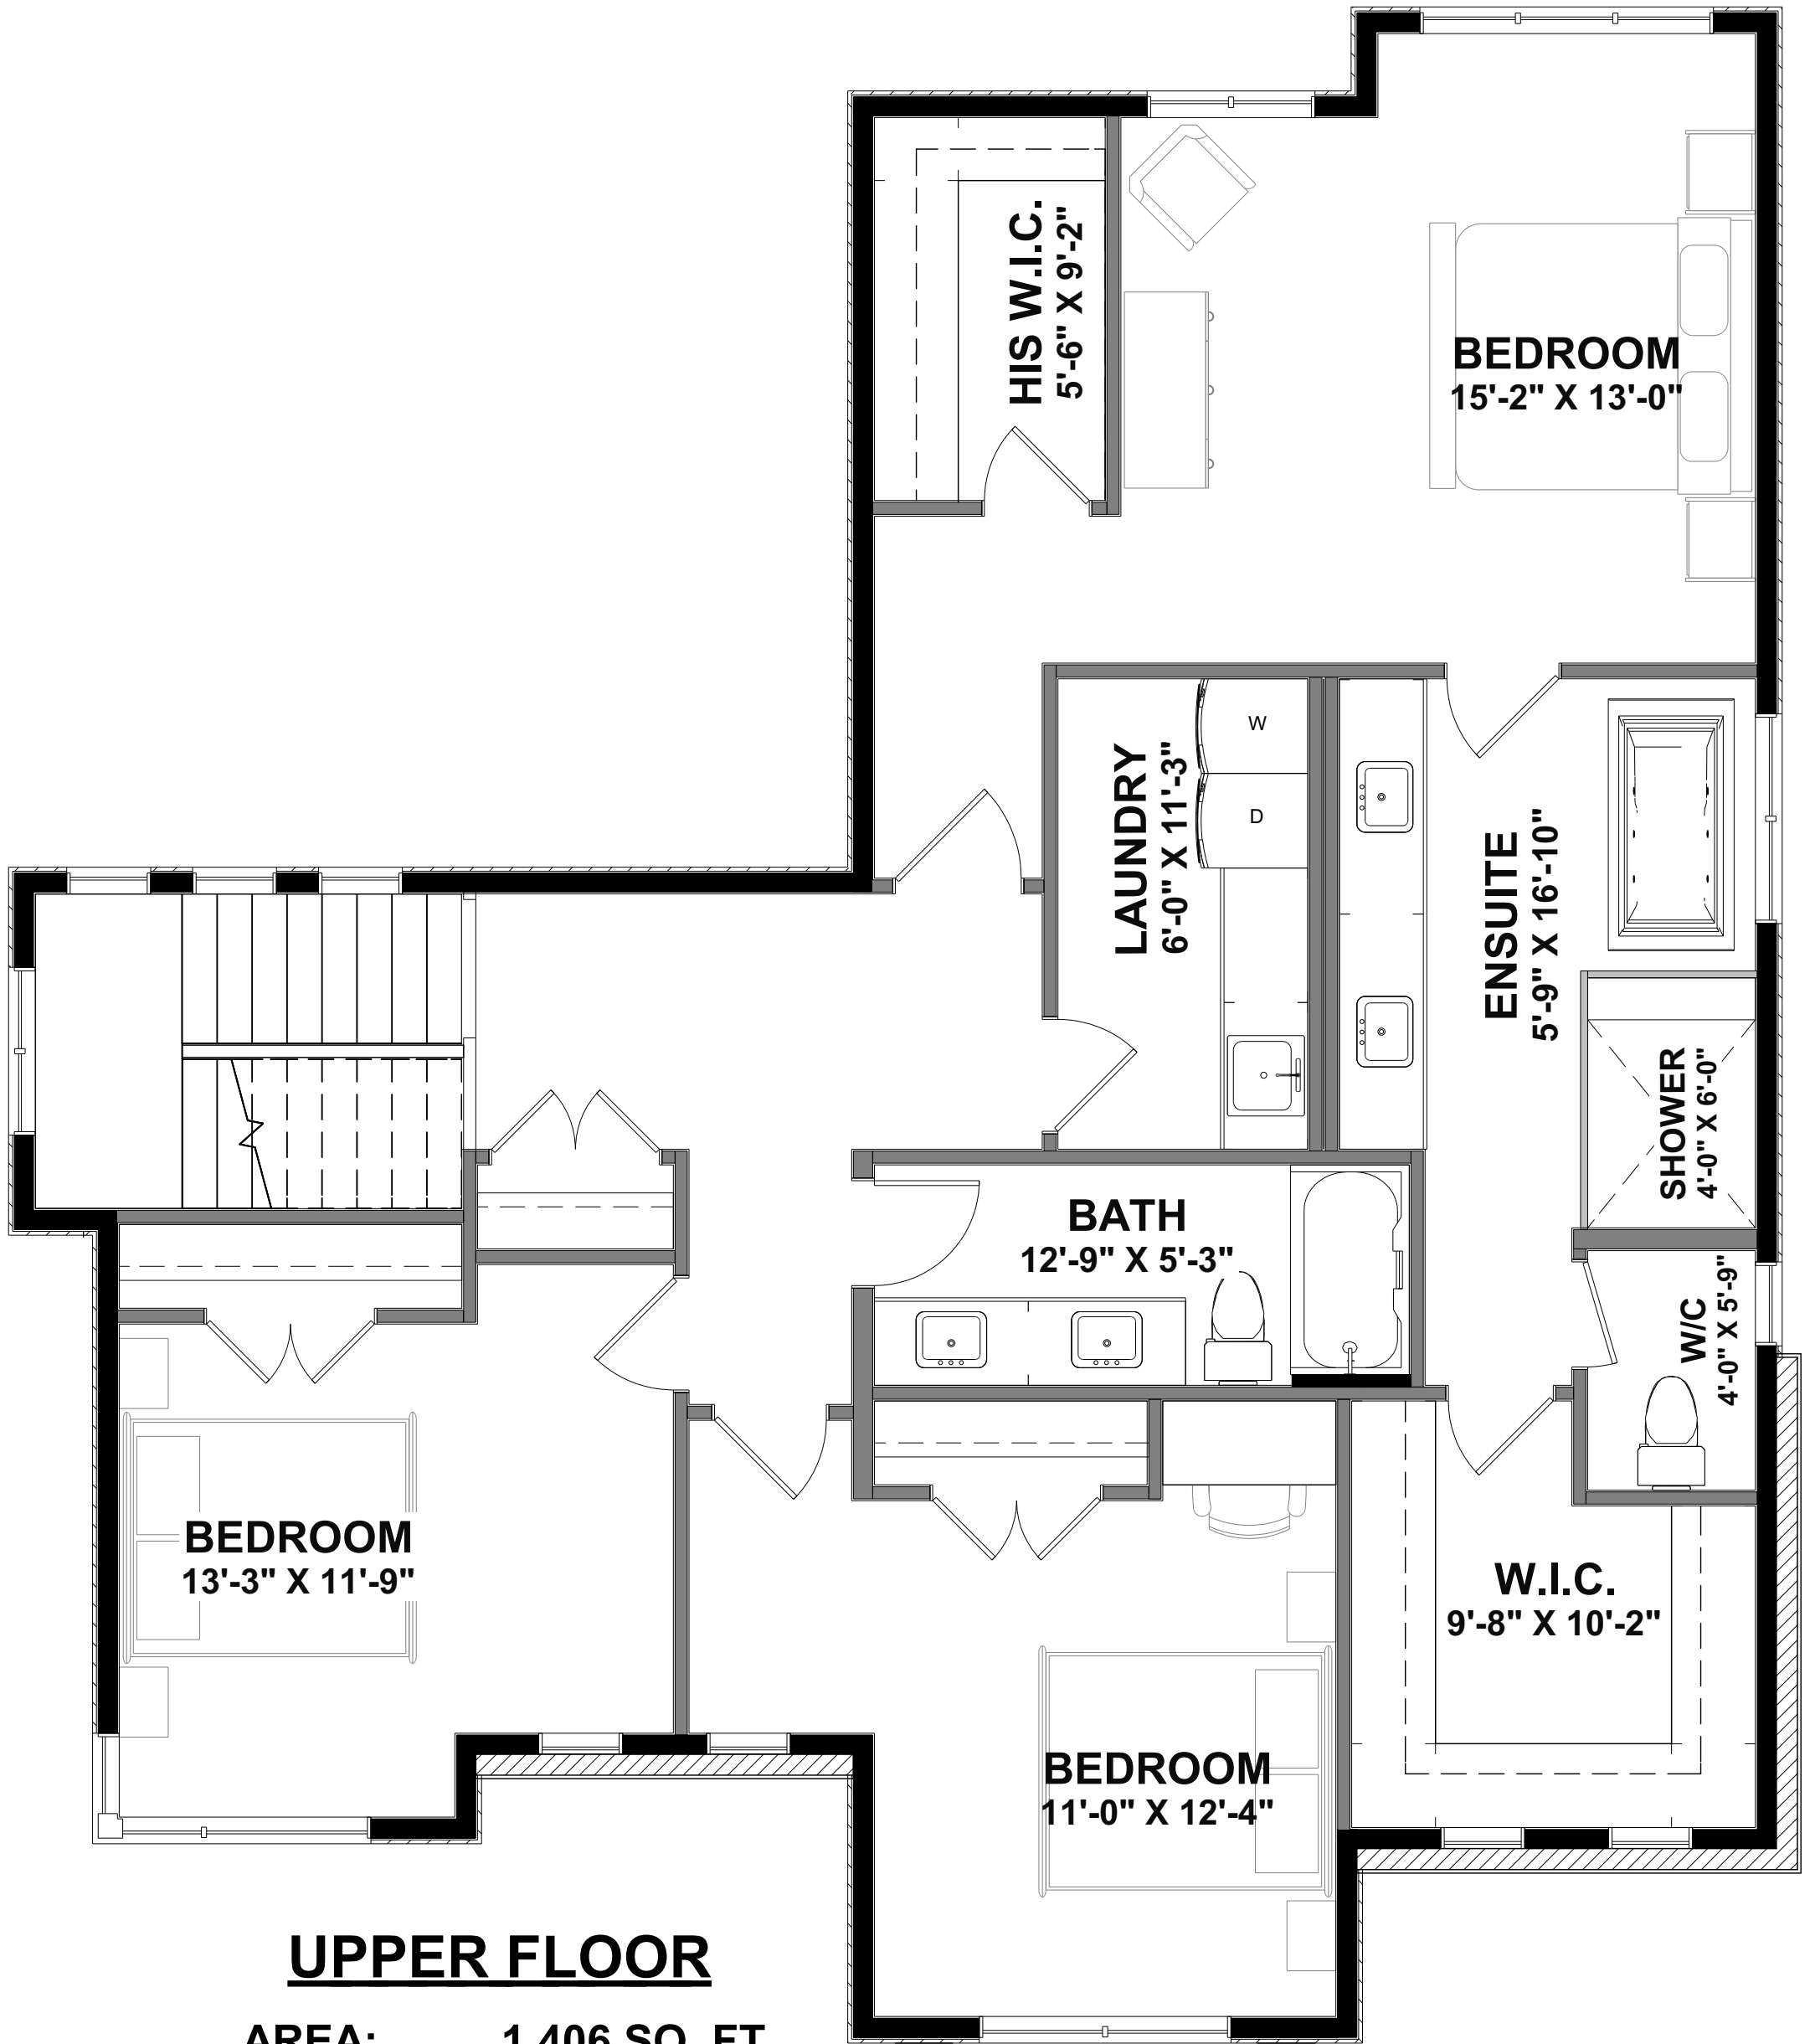 HIS W.I.C.
5'-6" X 9'-2"
BEDROOM
15'-2" X 13'-0"
LAUNDRY
6'-0" X 11'-3"
W
D
ENSUITE
5'-9" X 16'-10"
SHOWER
4'-0" X 6'-0"
BATH
12'-9" X 5'-3"
W/C
4'-0" X 5'-9"
BEDROOM
13'-3" X 11'-9"
W.I.C.
9'-8" X 10'-2"
BEDROOM
11'-0" X 12'-4"
UPPER FLOOR
AREA: 1,406 SQ. FT.